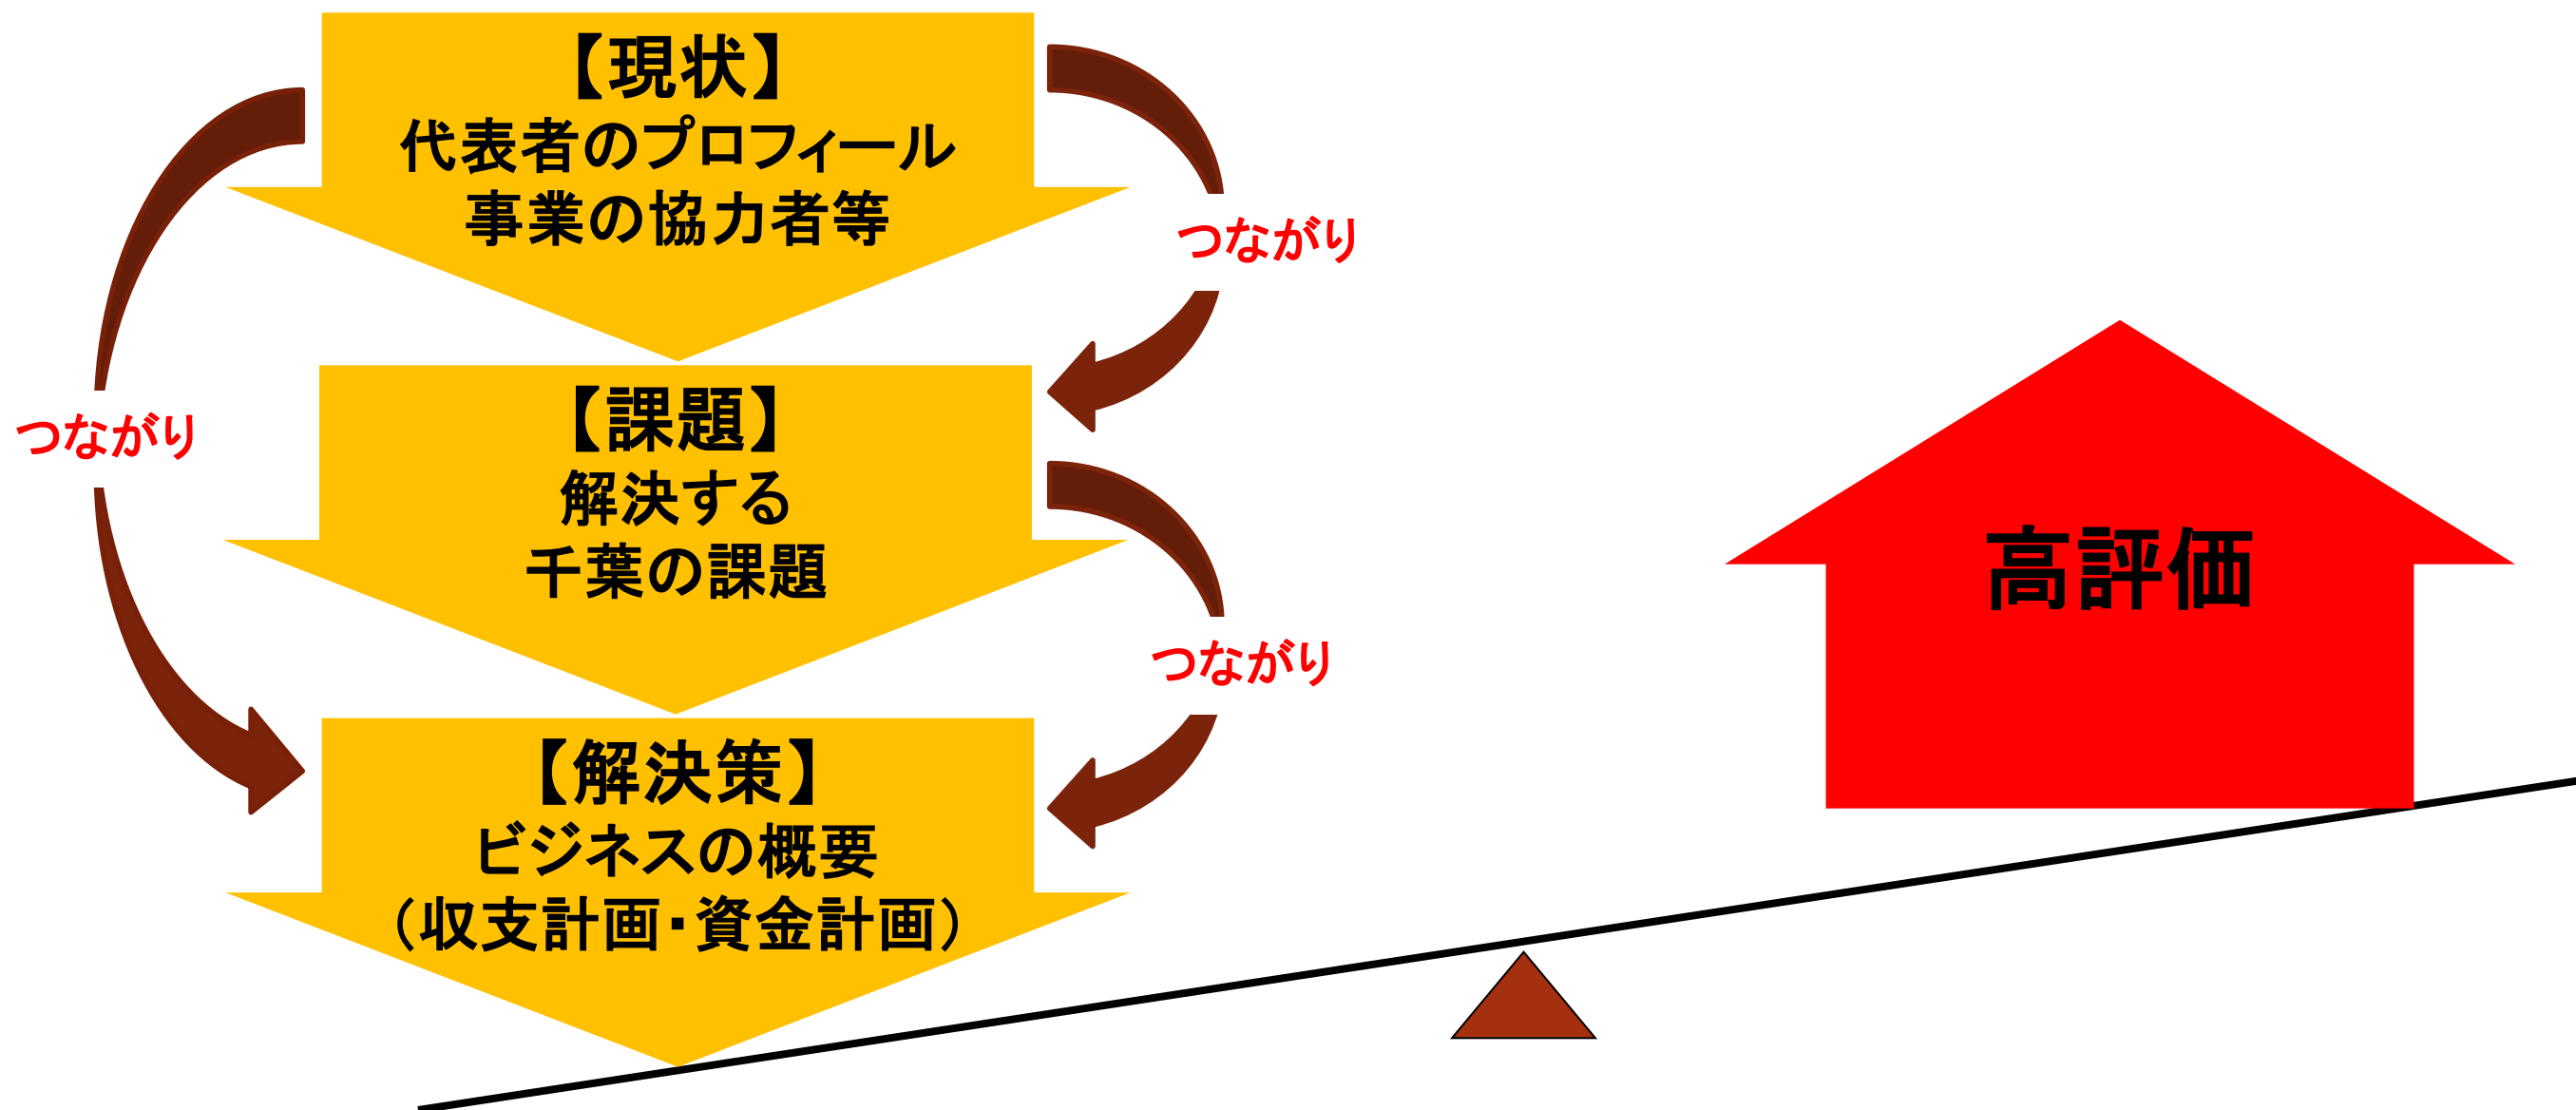 【現状】
代表者のプロフィール
事業の協力者等
つながり
つながり
【課題】
解決する
千葉の課題
つながり
【解決策】
ビジネスの概要
（収支計画・資金計画）
高評価